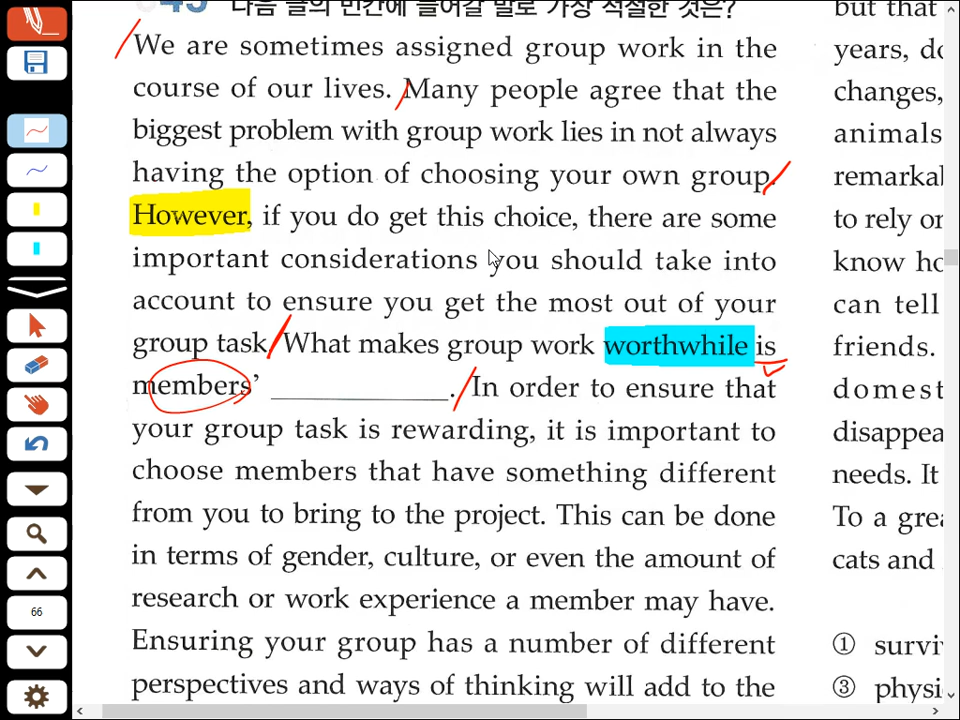 다음 글의 빈칸에 들어갈 말로 가장 적절한 것은?
We are sometimes assigned group work in the
course of our lives. Many people agree that the
biggest problem with group work lies in not always
having the option of choosing your own group.
However, if you do get this choice, there are some
important considerations you should take into
account to ensure you get the most out of your
group task. What makes group work worthwhile is
members' ____________.  In order to ensure that
your group task is rewarding, it is important to
choose members that have something different
from you to bring to the project. This can be done
in terms of gender, culture, or even the amount of
research or work experience a member may have.
Ensuring your group has a number of different
perspectives and ways of thinking will add to the
but that
years, do
changes,
animals
to rely or
know ho
can tell
friends.
domest
disappea
needs. It
To a grea
cats and
① surviv
③ physi
66